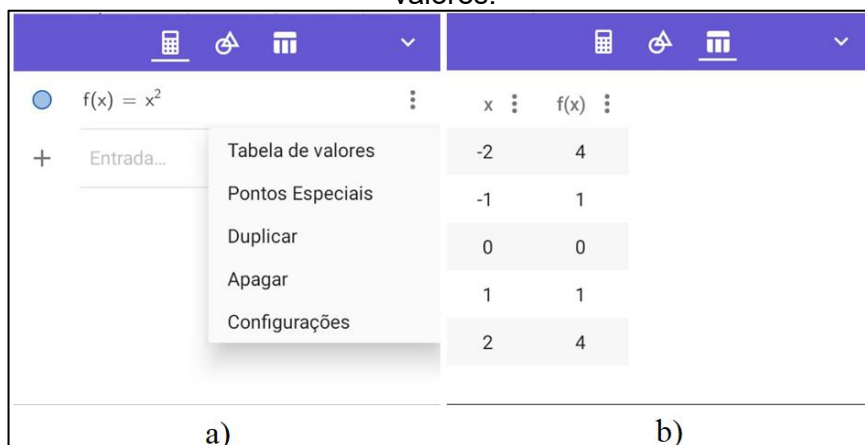 valores.
f(x) = x²
Entrada...
Tabela de valores
Pontos Especiais
Duplicar
Apagar
Configurações
a)
x f(x)
-2 4
-1 1
0 0
1 1
2 4
b)